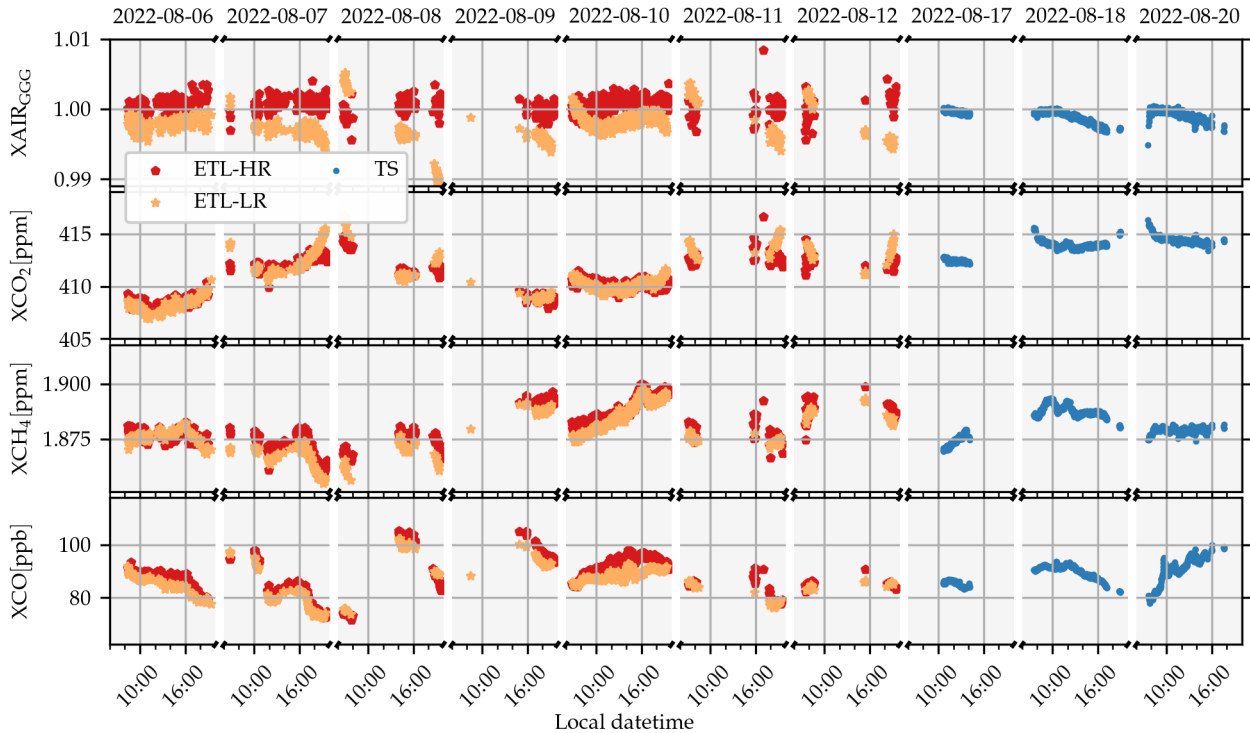 2022-08-06 2022-08-07 2022-08-08 2022-08-09 2022-08-10 2022-08-11 2022-08-12 2022-08-17 2022-08-18 2022-08-20
XAIR_GGG
1.01
1.00
0.99
ETL-HR TS
ETL-LR
XCO₂[ppm]
415
410
405
XCH₄[ppm]
1.900
1.875
XCO[ppb]
100
80
10:00 16:00 10:00 16:00 10:00 16:00 10:00 16:00 10:00 16:00 10:00 16:00 10:00 16:00 10:00 16:00 10:00 16:00 10:00 16:00
Local datetime